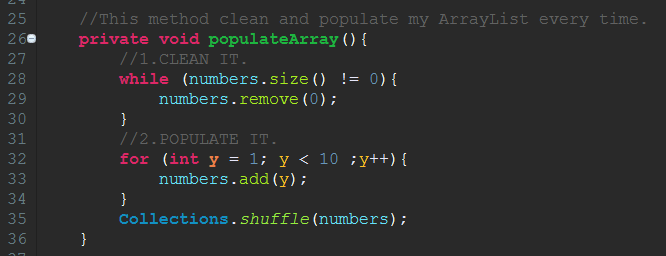 25 //This method clean and populate my ArrayList every time.
26 private void populateArray(){
27 //1.CLEAN IT.
28 while (numbers.size() != 0){
29 numbers.remove(0);
30 }
31 //2.POPULATE IT.
32 for (int y = 1; y < 10 ;y++){
33 numbers.add(y);
34 }
35 Collections.shuffle(numbers);
36 }